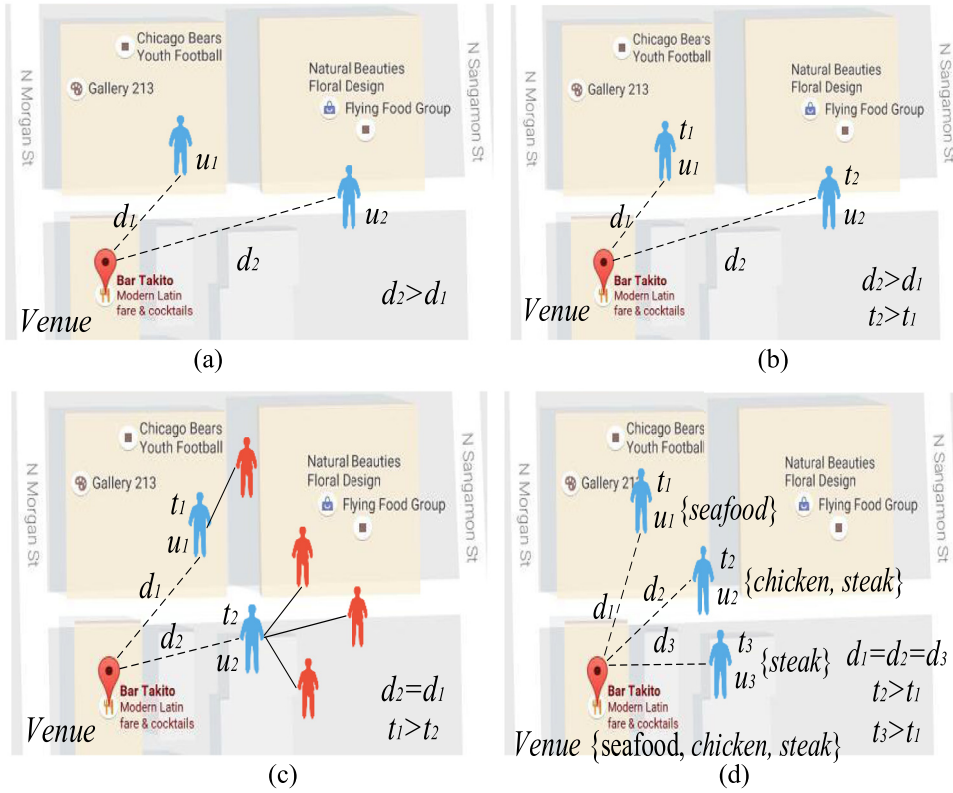 Chicago Bears
Youth Football
N Morgan St
Gallery 213
Natural Beauties
Floral Design
Flying Food Group
N Sangamon St
u1
u2
d1
d2
Bar Takito
Modern Latin
fare & cocktails
Venue
d2>d1
(a)
Chicago Bears
Youth Football
N Morgan St
Gallery 213
Natural Beauties
Floral Design
Flying Food Group
N Sangamon St
t1
u1
t2
u2
d1
d2
Bar Takito
Modern Latin
fare & cocktails
Venue
d2>d1
t2>t1
(b)
Chicago Bears
Youth Football
N Morgan St
Gallery 213
Natural Beauties
Floral Design
Flying Food Group
N Sangamon St
t1
u1
d1
t2
d2
u2
Bar Takito
Modern Latin
fare & cocktails
Venue
d2=d1
t1>t2
(c)
Chicago Bears
Youth Football
N Morgan St
Gallery 21
Natural Beauties
Floral Design
Flying Food Group
N Sangamon St
t1
u1 {seafood}
t2
u2 {chicken, steak}
d1
d2
d3
t3
u3 {steak}
d1=d2=d3
t2>t1
t3>t1
Bar Takito
Modern Latin
fare & cocktails
Venue {seafood, chicken, steak}
(d)